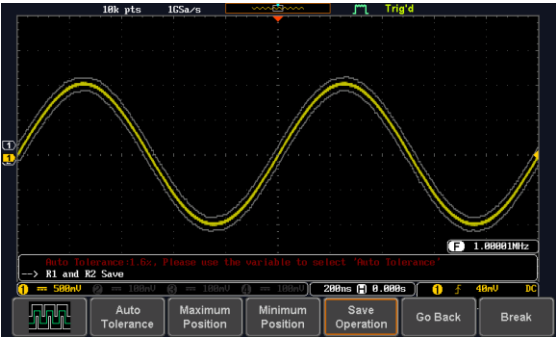 10k pts 1GSa/s Trig'd
1
1
F 1.00001MHz
Auto Tolerance:1.6%, Please use the variable to select 'Auto Tolerance'
--> R1 and R2 Save
1 500mV 2 100mV 3 100mV 4 100mV 200ns H 0.000s 1 40mV DC
Auto Tolerance
Maximum Position
Minimum Position
Save Operation
Go Back
Break